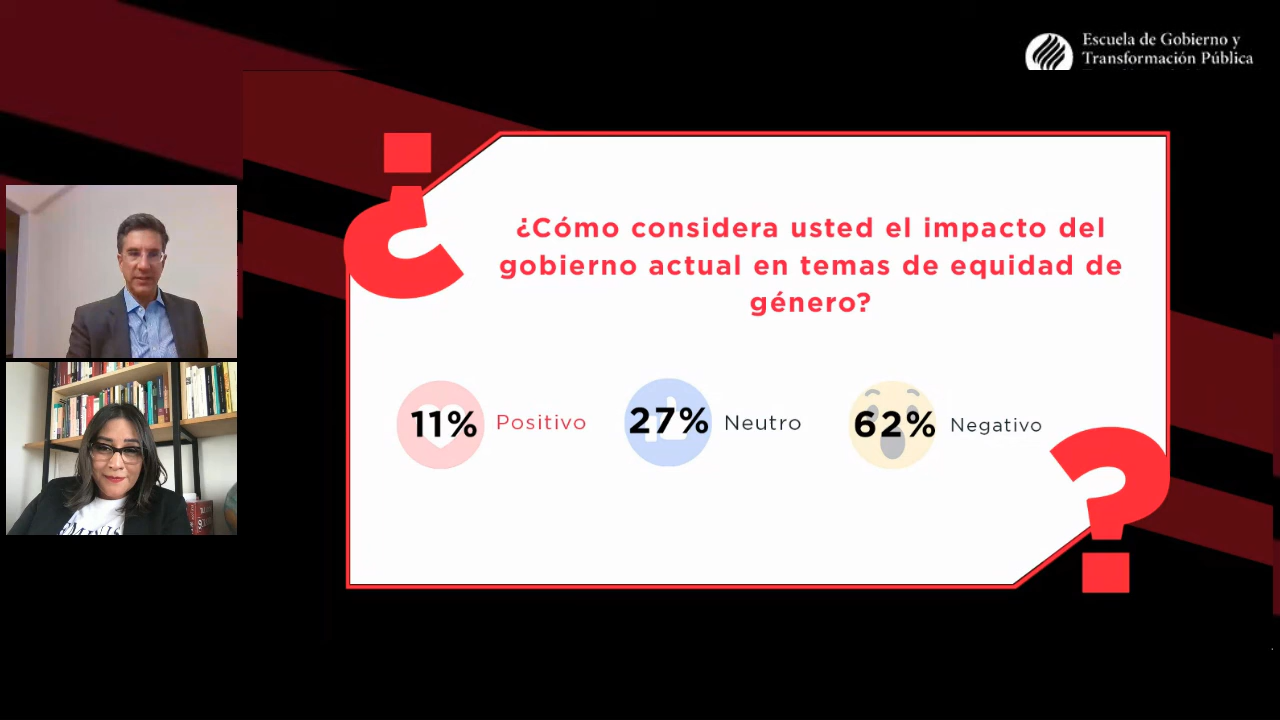 Escuela de Gobierno y
Transformación Pública
¿Cómo considera usted el impacto del
gobierno actual en temas de equidad de
género?
11% Positivo
27% Neutro
62% Negativo